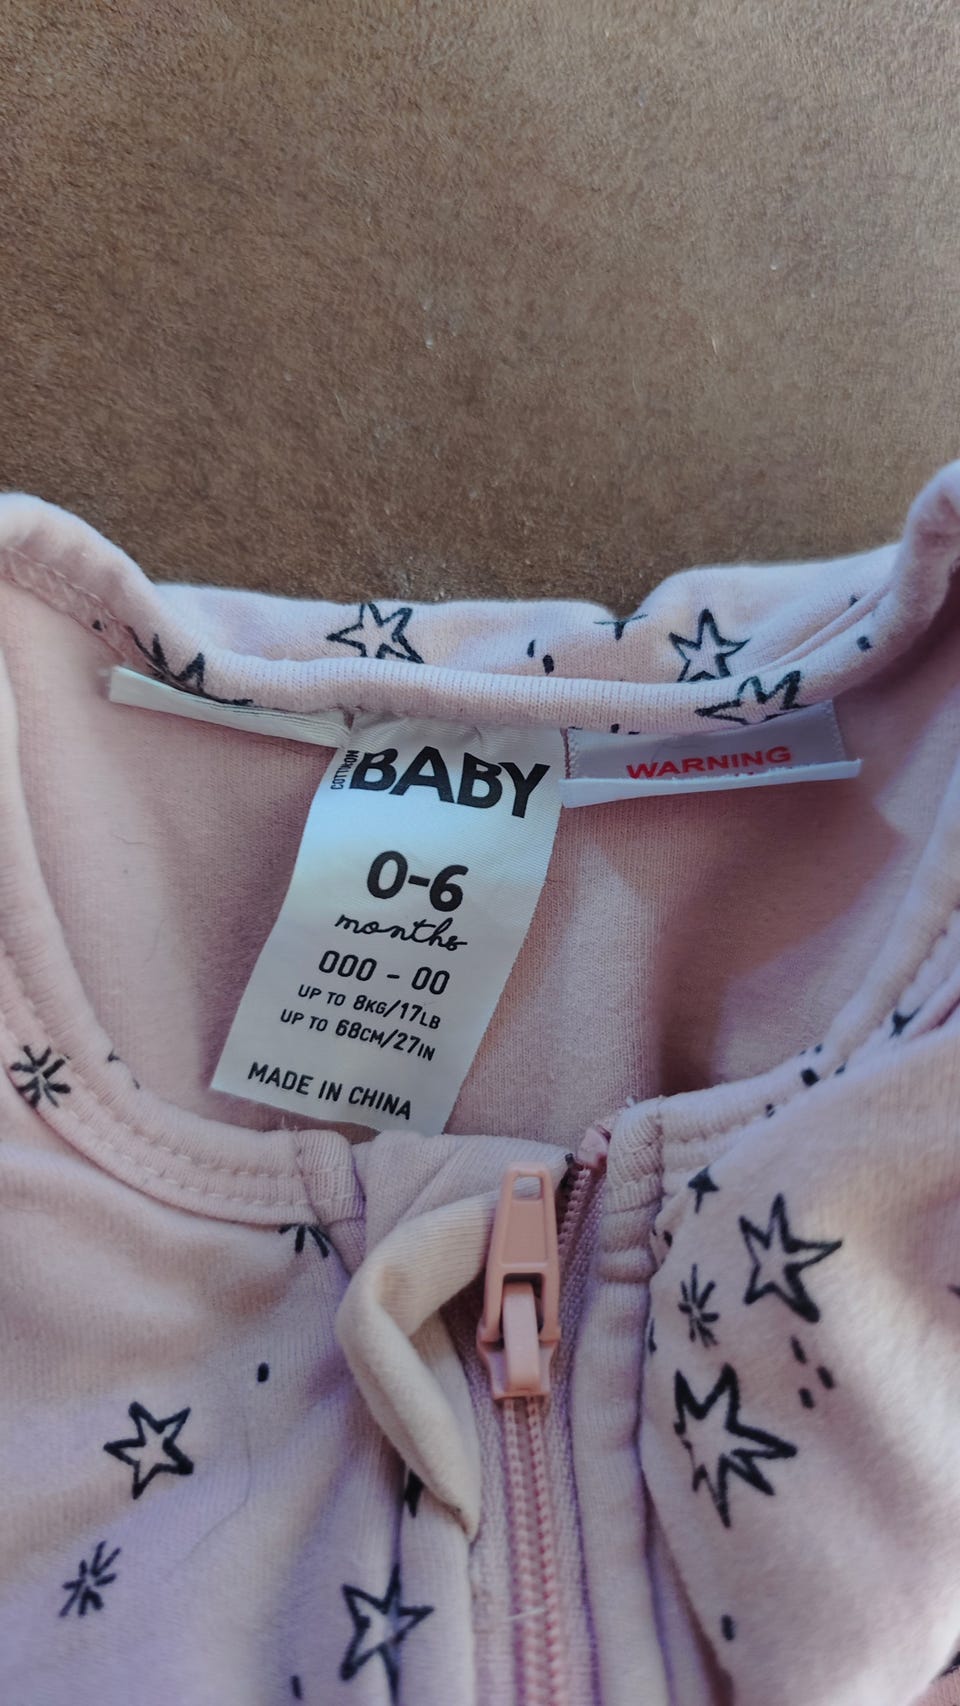 COTTON:ON
BABY
WARNING
0-6
months
000 - 00
UP TO 8KG/17LB
UP TO 68CM/27IN
MADE IN CHINA